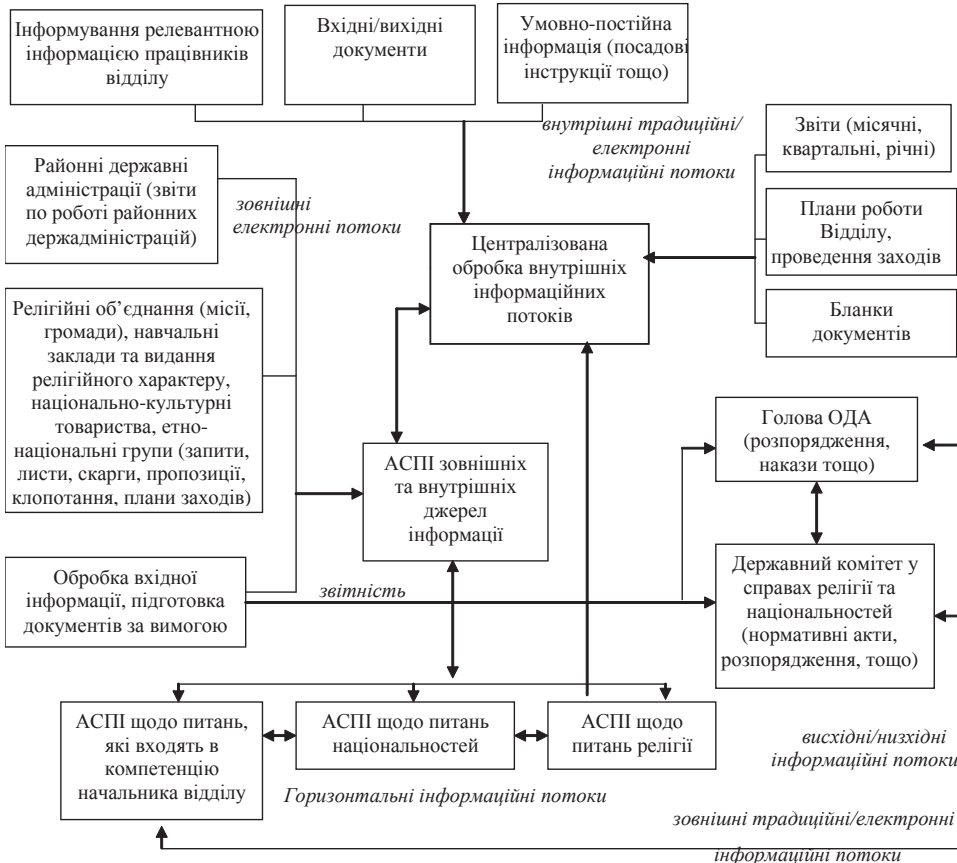 Інформування релевантною
інформацією працівників
відділу
Вхідні/вихідні
документи
Умовно-постійна
інформація (посадові
інструкції тощо)
внутрішні традиційні/
електронні
інформаційні потоки
Звіти (місячні,
квартальні, річні)
Районні державні
адміністрації (звіти
по роботі районних
держадміністрацій)
зовнішні
електронні потоки
Плани роботи
Відділу,
проведення заходів
Централізована
обробка внутрішніх
інформаційних
потоків
Бланки
документів
Релігійні об’єднання (місії,
громади), навчальні
заклади та видання
релігійного характеру,
національно-культурні
товариства, етно-
національні групи (запити,
листи, скарги, пропозиції,
клопотання, плани заходів)
Голова ОДА
(розпорядження,
накази тощо)
АСПІ зовнішніх
та внутрішніх
джерел
інформації
Обробка вхідної
інформації, підготовка
документів за вимогою
звітність
Державний комітет у
справах релігії та
національностей
(нормативні акти,
розпорядження, тощо)
АСПІ щодо питань,
які входять в
компетенцію
начальника відділу
АСПІ щодо питань
національностей
АСПІ щодо
питань релігії
висхідні/низхідні
інформаційні потоки
Горизонтальні інформаційні потоки
зовнішні традиційні/електронні
інформаційні потоки